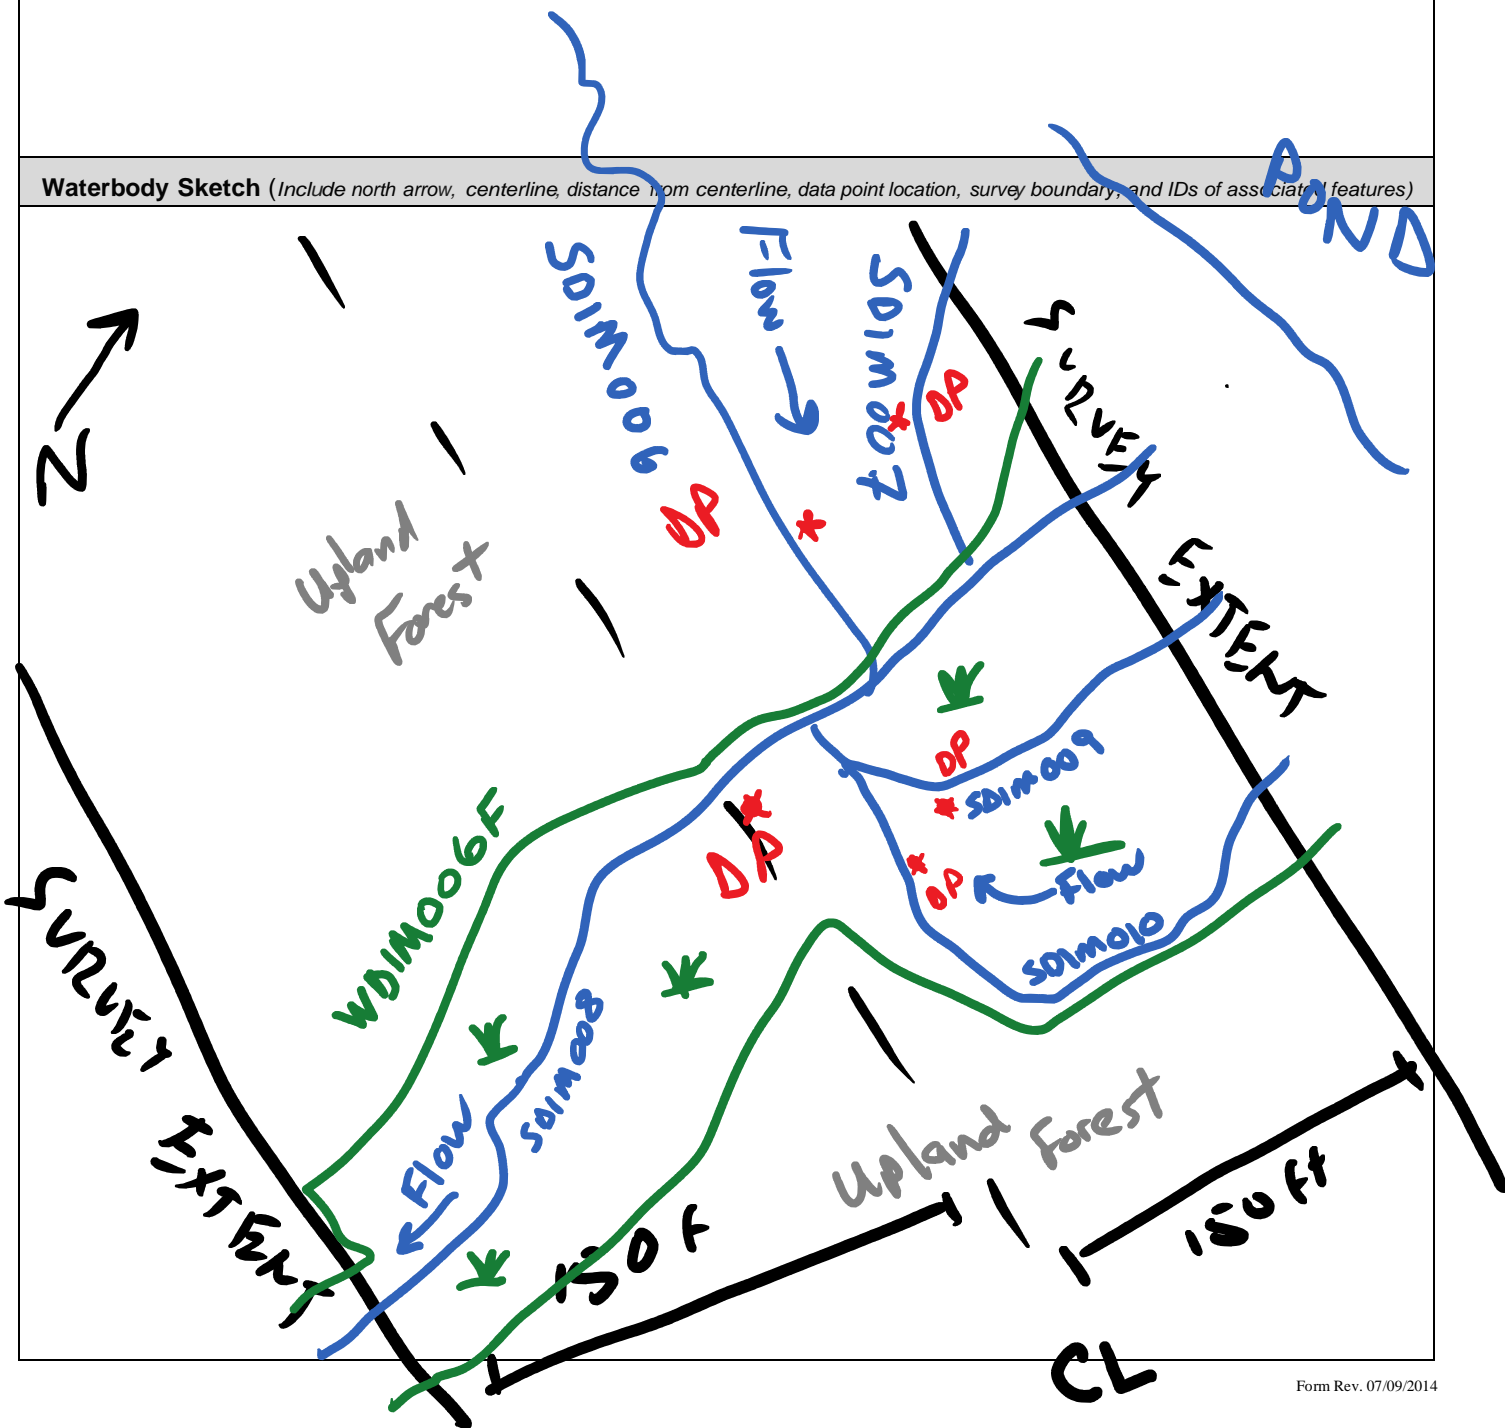 Waterbody Sketch (Include north arrow, centerline, distance from centerline, data point location, survey boundary, and IDs of associated features)
POND
N
SDIM006
Flow
SDIM007
DP
SURVEY EXTENT
DP
Upland
Forest
DP
SDIM009
DP
WDIM006F
DP
Flow
SDIM010
SURVEY EXTENT
SDIM008
Flow
Upland Forest
150 F
150 ft
CL
Form Rev. 07/09/2014